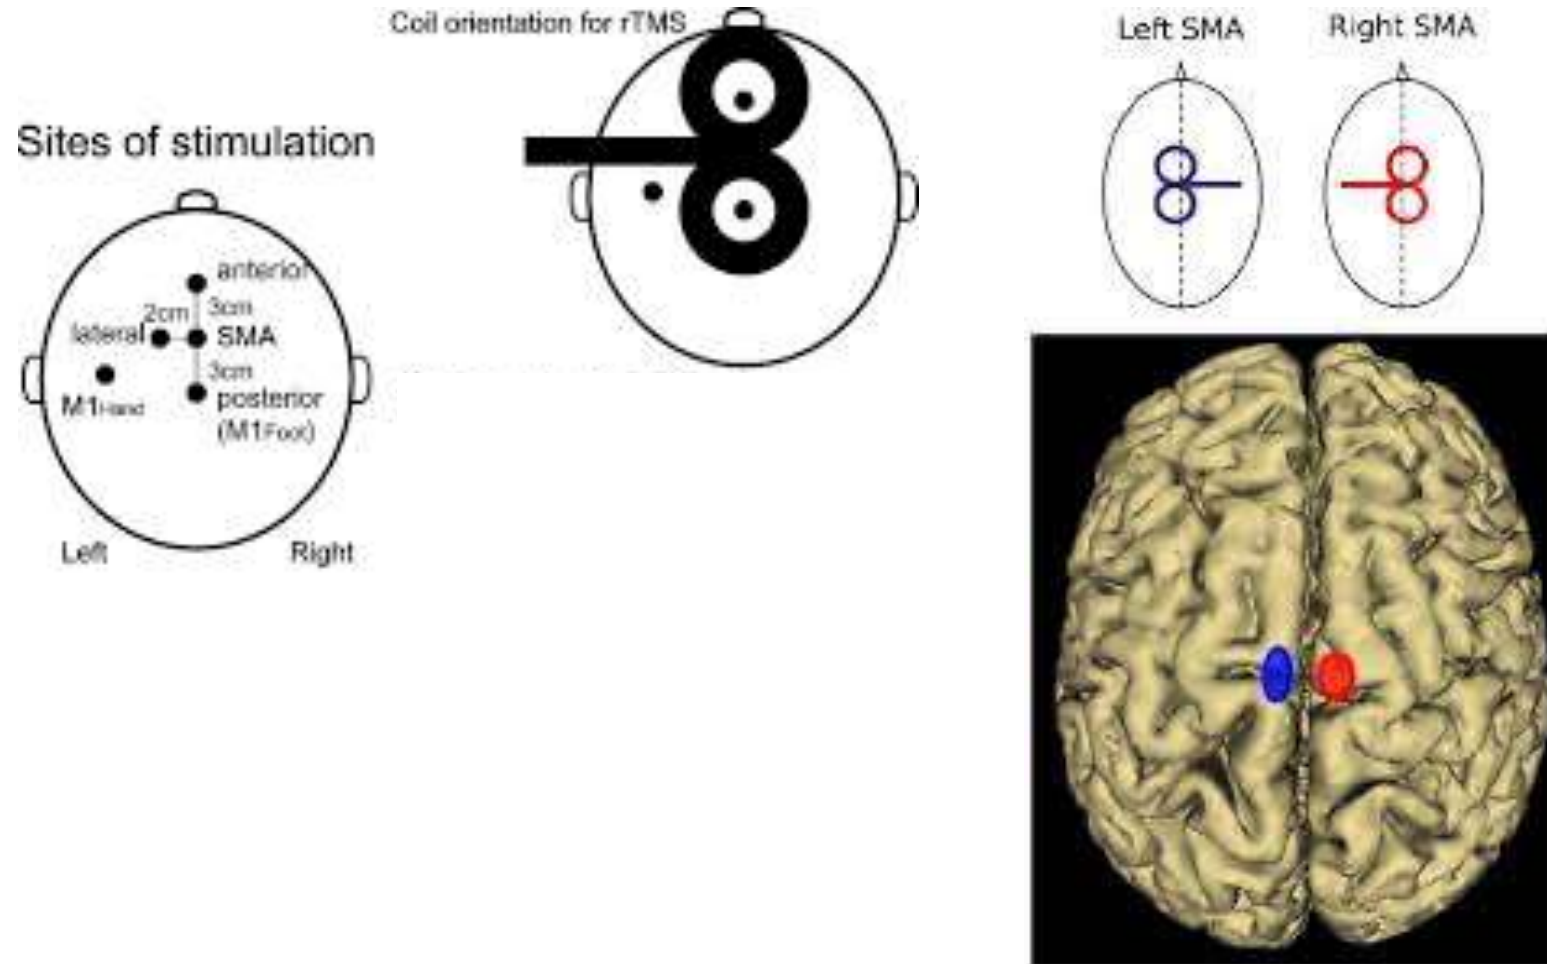 Coil orientation for rTMS
Left SMA
Right SMA
Sites of stimulation
anterior
2cm
3cm
lateral
SMA
3cm
M1Hand
posterior
(M1Foot)
Left
Right